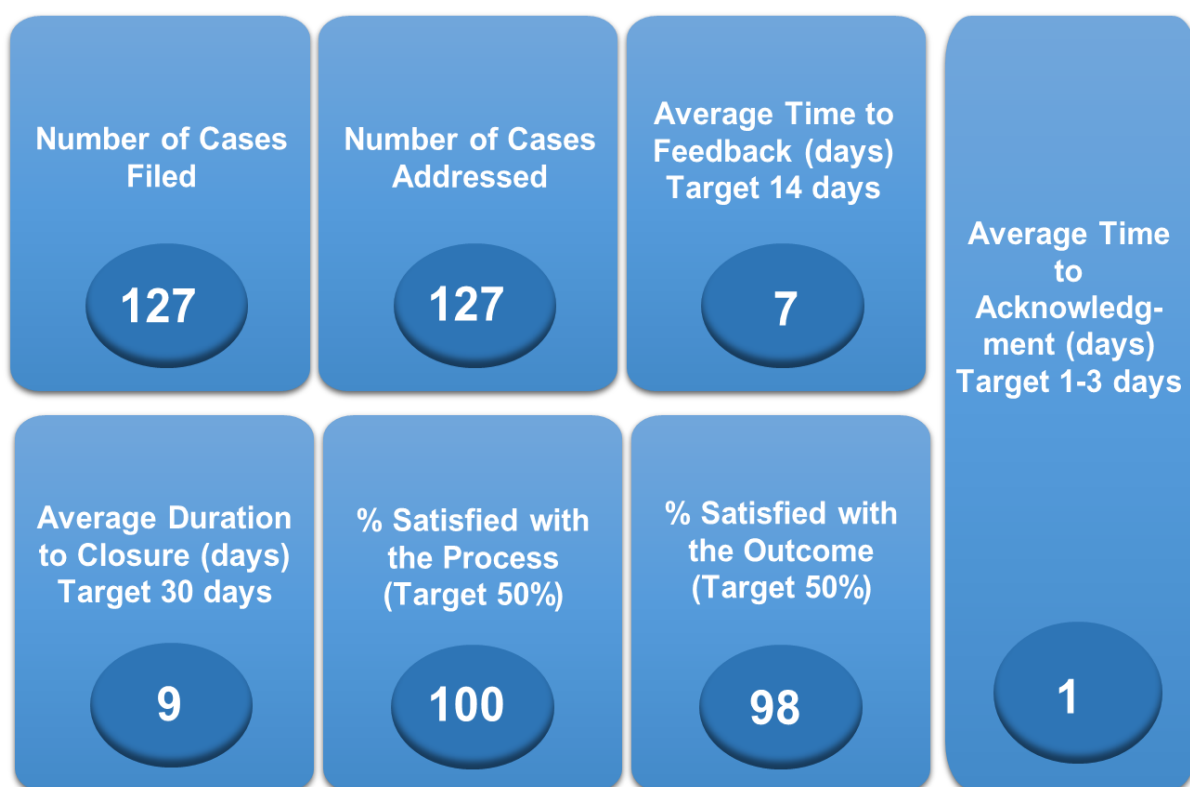 Number of Cases
Filed
127
Number of Cases
Addressed
127
Average Time to
Feedback (days)
Target 14 days
7
Average Time
to
Acknowledg-
ment (days)
Target 1-3 days
1
Average Duration
to Closure (days)
Target 30 days
9
% Satisfied with
the Process
(Target 50%)
100
% Satisfied with
the Outcome
(Target 50%)
98